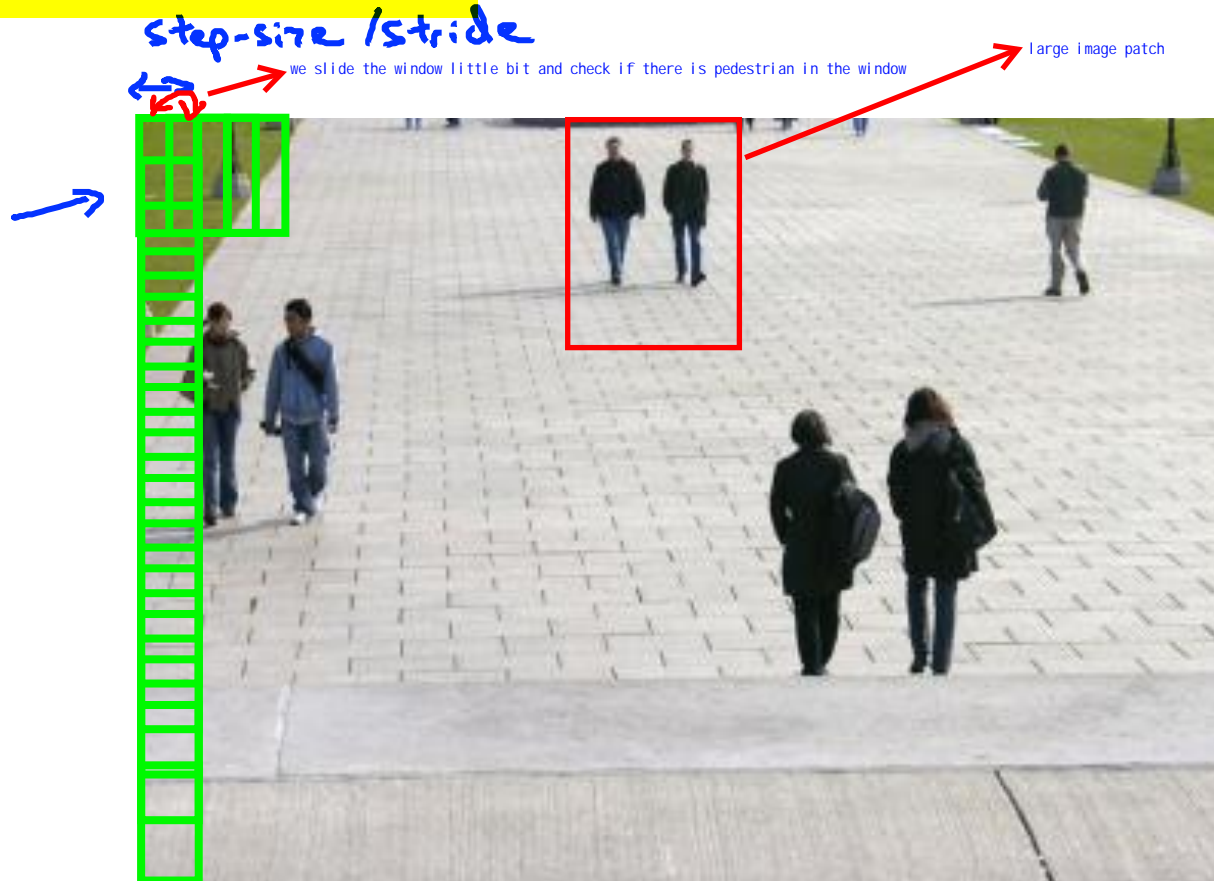 step-size /stride
large image patch
we slide the window little bit and check if there is pedestrian in the window